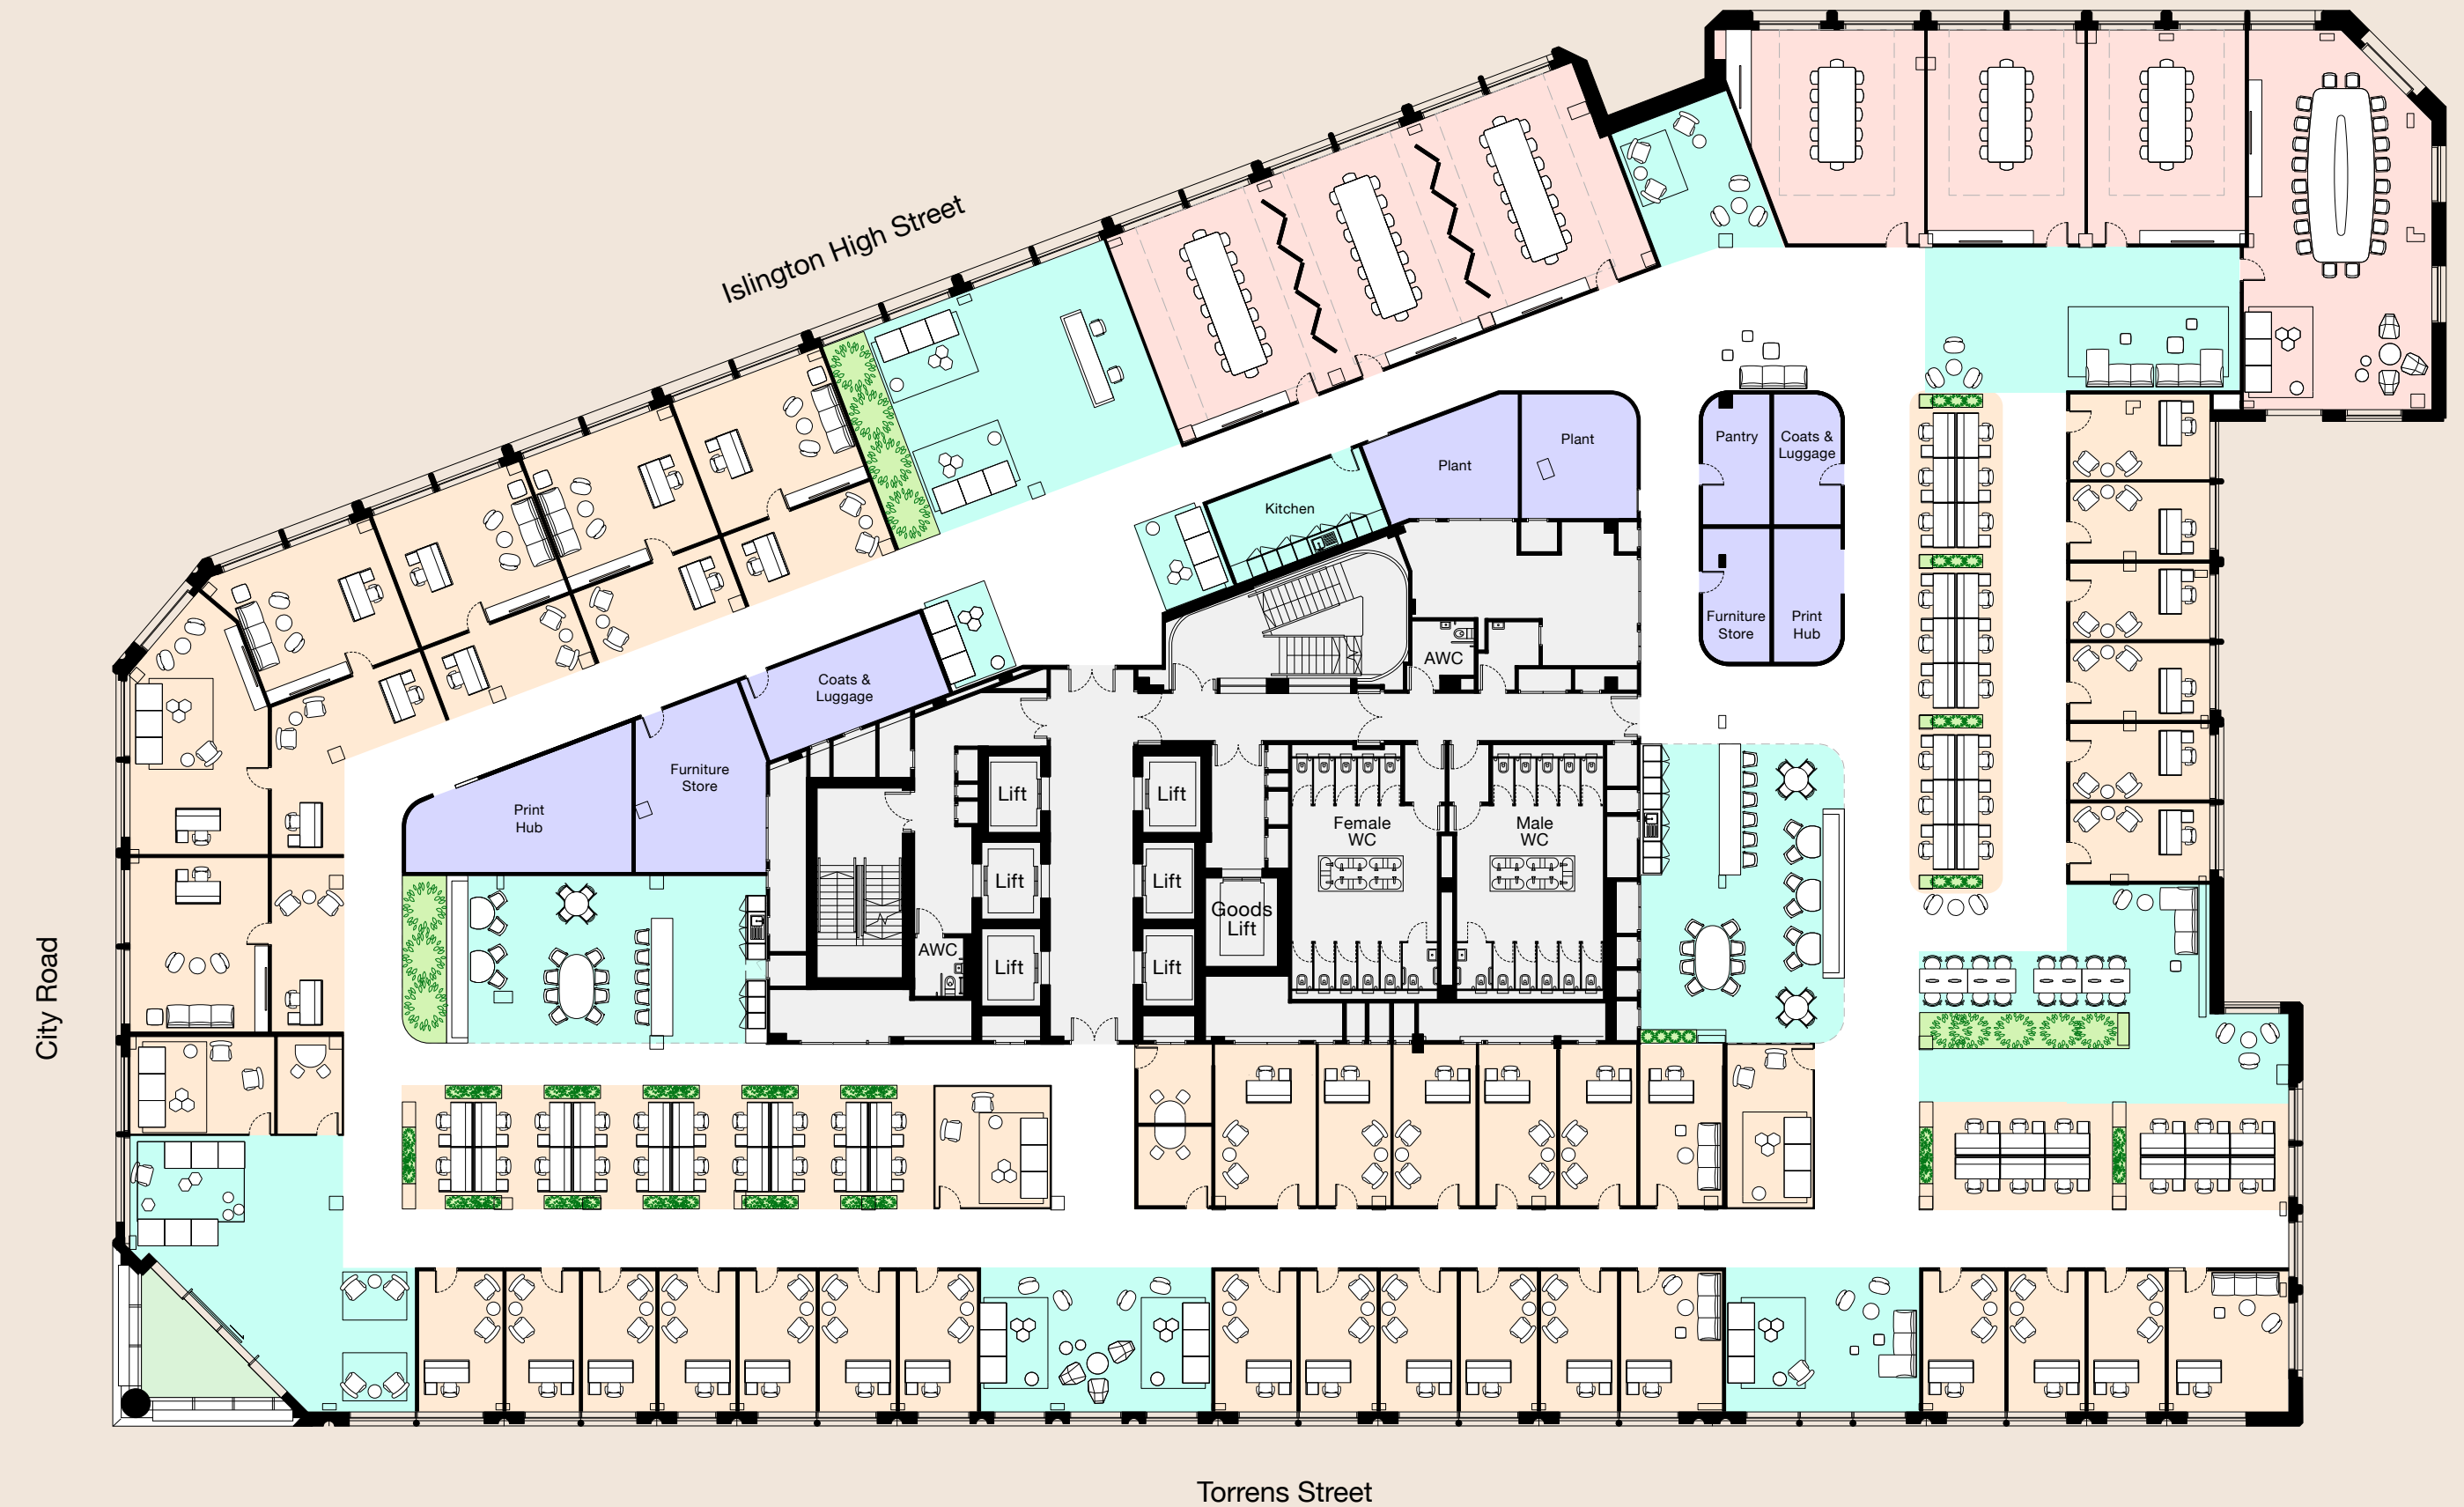 Islington High Street
Plant
Pantry
Coats &
Luggage
Plant
Kitchen
Furniture
Store
Print
Hub
AWC
Coats &
Luggage
Furniture
Store
Print
Hub
Lift
Lift
Female
WC
Male
WC
Lift
Lift
Goods
Lift
AWC
Lift
Lift
City Road
Torrens Street